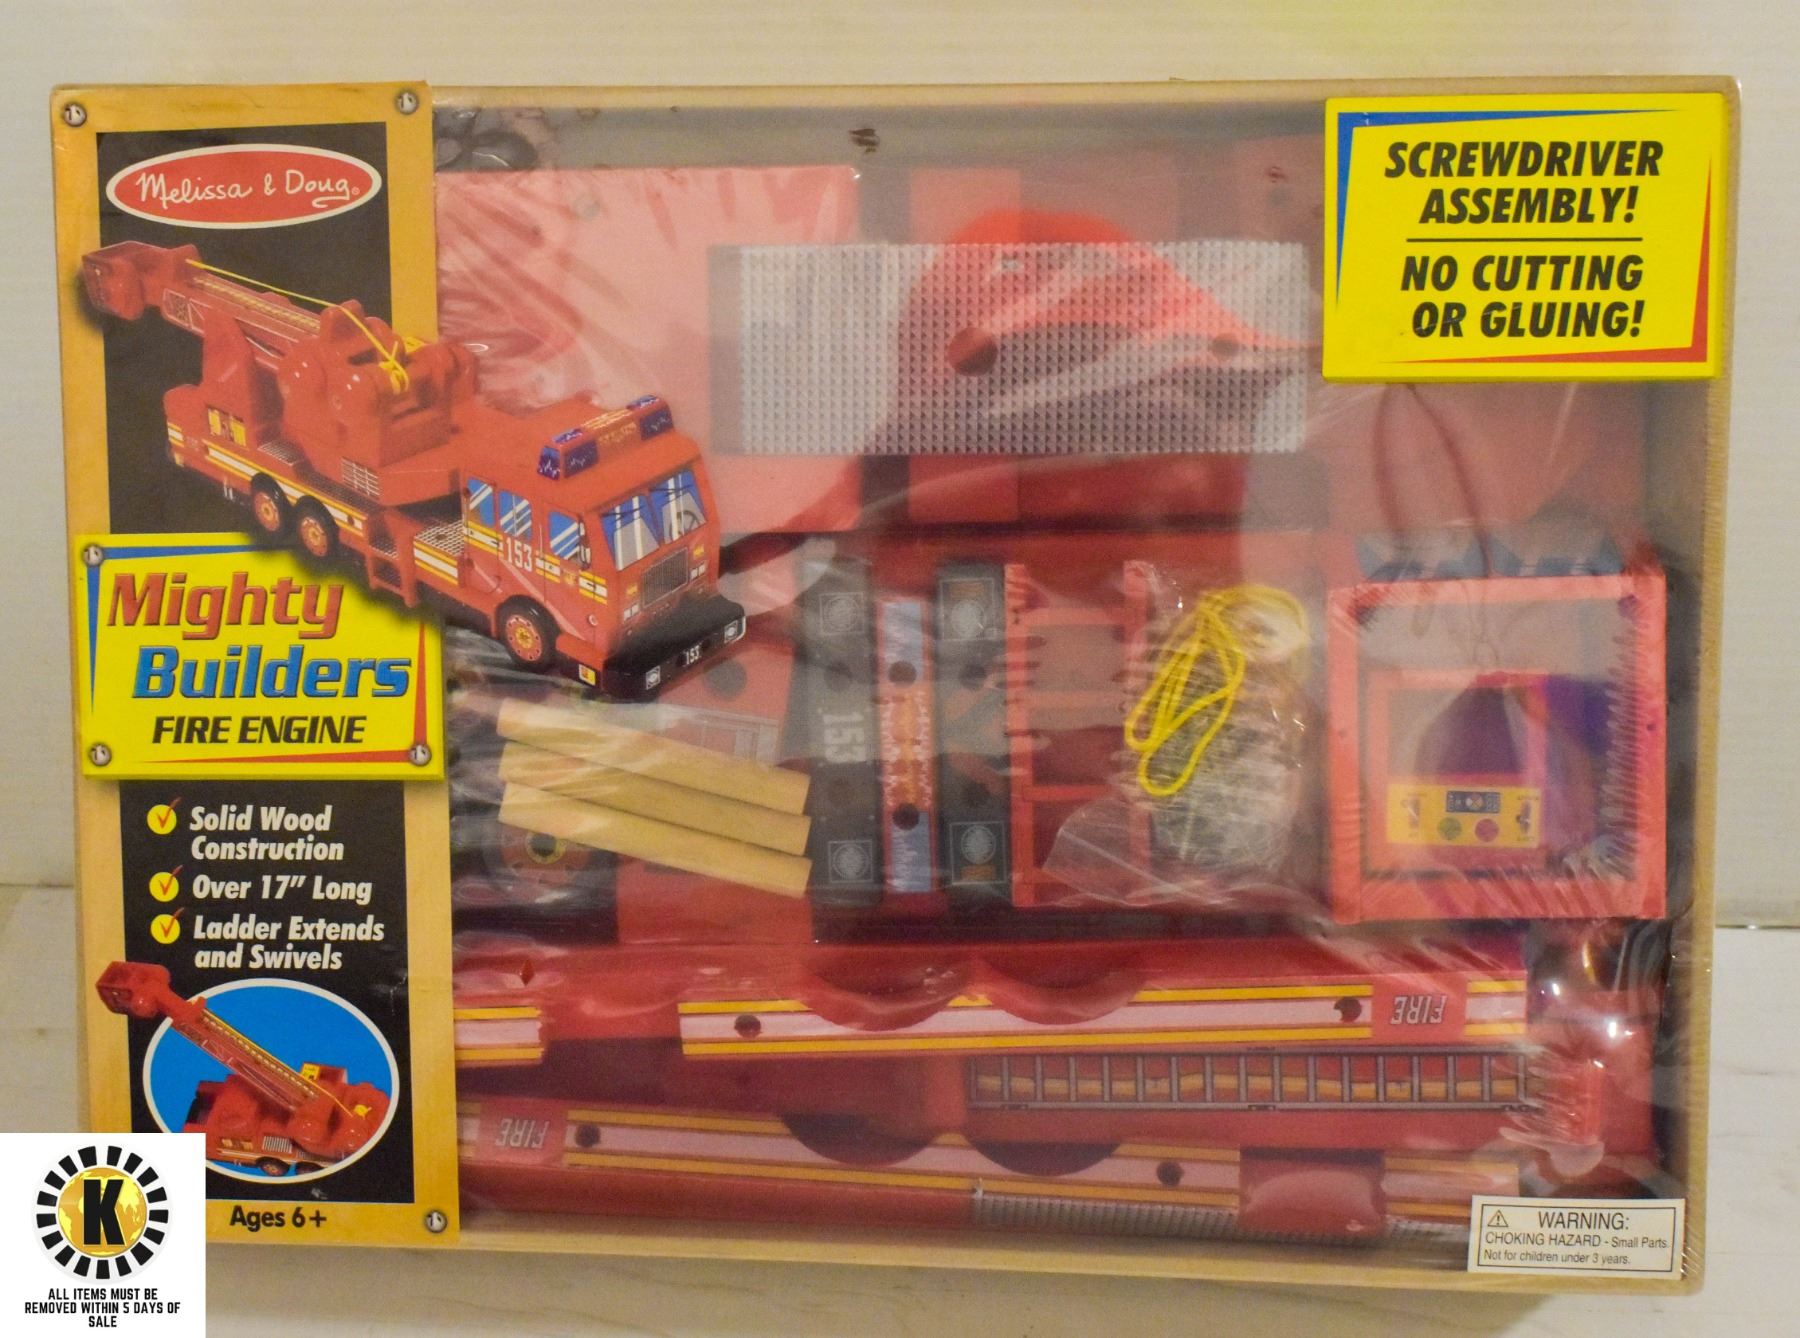 Melissa & Doug®
SCREWDRIVER
ASSEMBLY!
NO CUTTING
OR GLUING!
153
153
Mighty
Builders
FIRE ENGINE
153
Solid Wood
Construction
Over 17" Long
Ladder Extends
and Swivels
FIRE
FIRE
Ages 6+
WARNING:
CHOKING HAZARD - Small Parts.
Not for children under 3 years.
K
ALL ITEMS MUST BE
REMOVED WITHIN 5 DAYS OF
SALE